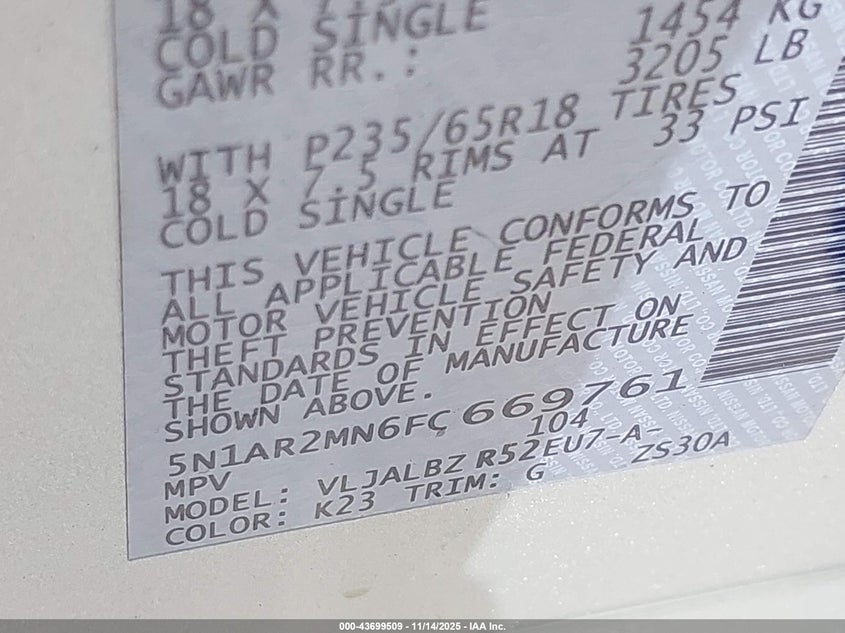 18 X 7.5
COLD SINGLE
GAWR RR.: 1454 KG
3205 LB
WITH P235/65R18 TIRES
18 X 7.5 RIMS AT 33 PSI
COLD SINGLE
THIS VEHICLE CONFORMS TO
ALL APPLICABLE FEDERAL
MOTOR VEHICLE SAFETY AND
THEFT PREVENTION
STANDARDS IN EFFECT ON
THE DATE OF MANUFACTURE
SHOWN ABOVE.
5N1AR2MN6FC669761
MPV 104
MODEL: VLJALBZ R52EU7-A-
COLOR: K23 TRIM: G ZS30A
000-43699509 - 11/14/2025 - IAA Inc.